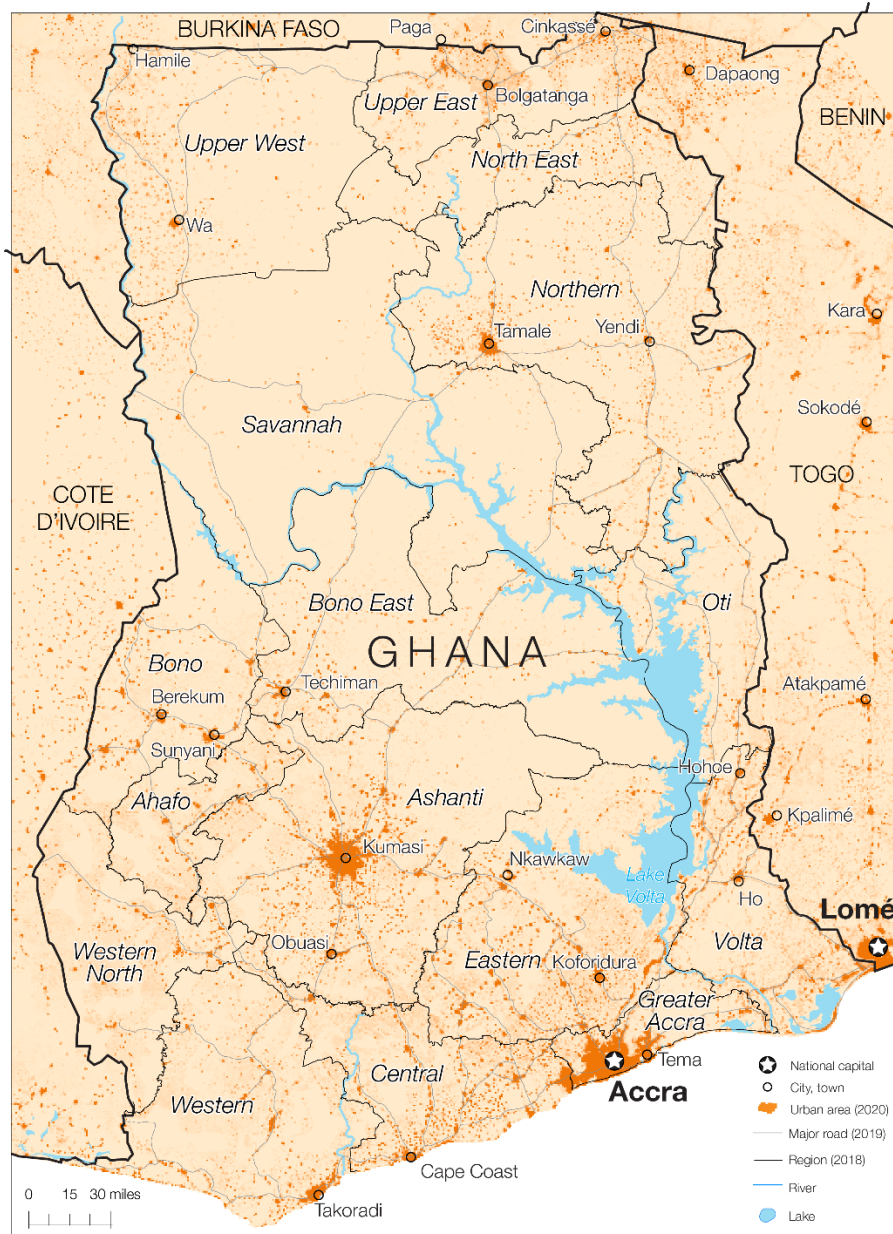 BURKINA FASO
Paga
Cinkassé
Hamile
Dapaong
Upper East
Bolgatanga
BENIN
Upper West
North East
Wa
Northern
Kara
Tamale
Yendi
Savannah
Sokodé
TOGO
COTE
D'IVOIRE
Bono East
Oti
GHANA
Bono
Techiman
Berekum
Atakpamé
Sunyani
Hohoe
Ahafo
Ashanti
Kpalimé
Kumasi
Nkawkaw
Lake
Volta
Ho
Lomé
Western
North
Obuasi
Eastern
Volta
Koforidura
Greater
Accra
Tema
Accra
Central
Western
Cape Coast
Takoradi
National capital
City, town
Urban area (2020)
Major road (2019)
Region (2018)
River
Lake
0 15 30 miles